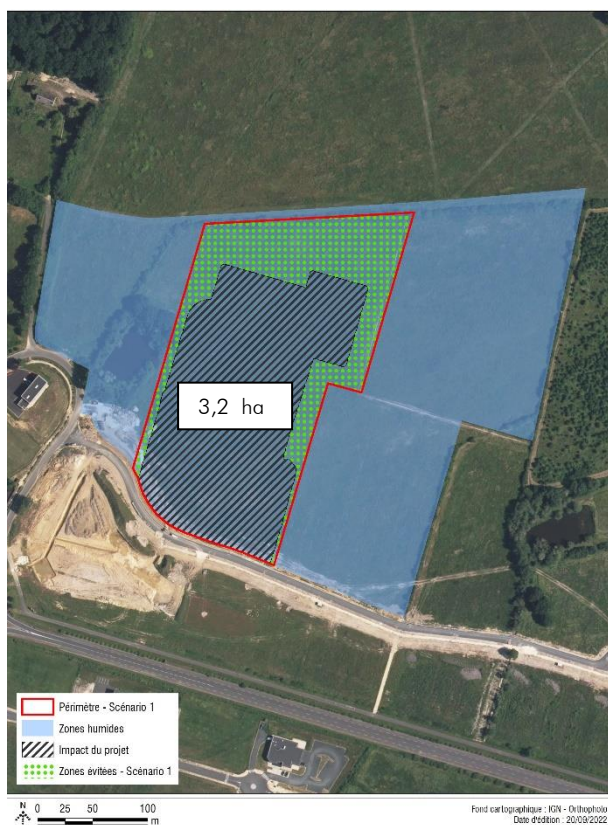 3,2 ha
Périmètre - Scénario 1
Zones humides
Impact du projet
Zones évitées - Scénario 1
N 0 25 50 100
m
Fond cartographique : IGN - Orthophoto
Date d'édition : 20/09/2022